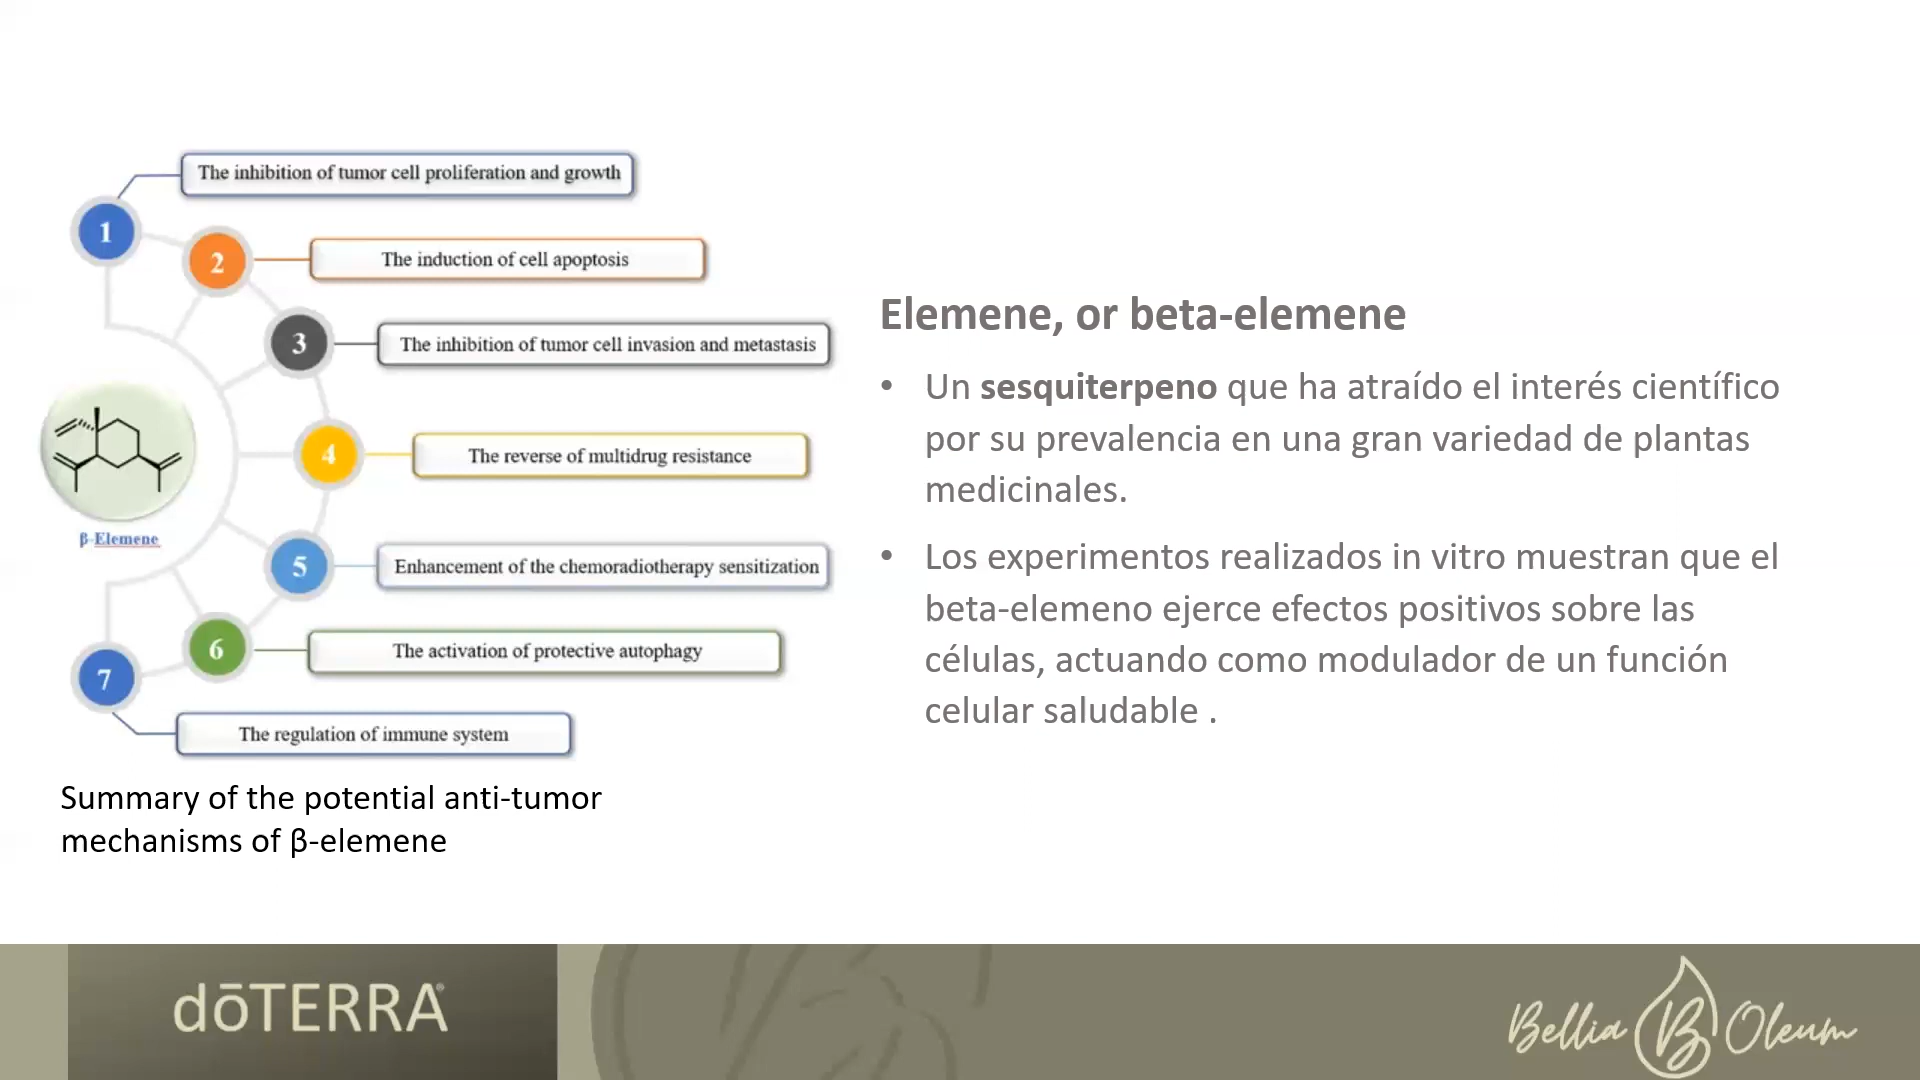 1
The inhibition of tumor cell proliferation and growth
2
The induction of cell apoptosis
3
The inhibition of tumor cell invasion and metastasis
4
The reverse of multidrug resistance
5
Enhancement of the chemoradiotherapy sensitization
6
The activation of protective autophagy
7
The regulation of immune system
β-Elemene
Summary of the potential anti-tumor
mechanisms of β-elemene
Elemene, or beta-elemene
• Un sesquiterpeno que ha atraído el interés científico
por su prevalencia en una gran variedad de plantas
medicinales.
• Los experimentos realizados in vitro muestran que el
beta-elemeno ejerce efectos positivos sobre las
células, actuando como modulador de un función
celular saludable .
dōTERRA®
Bellia B Oleum